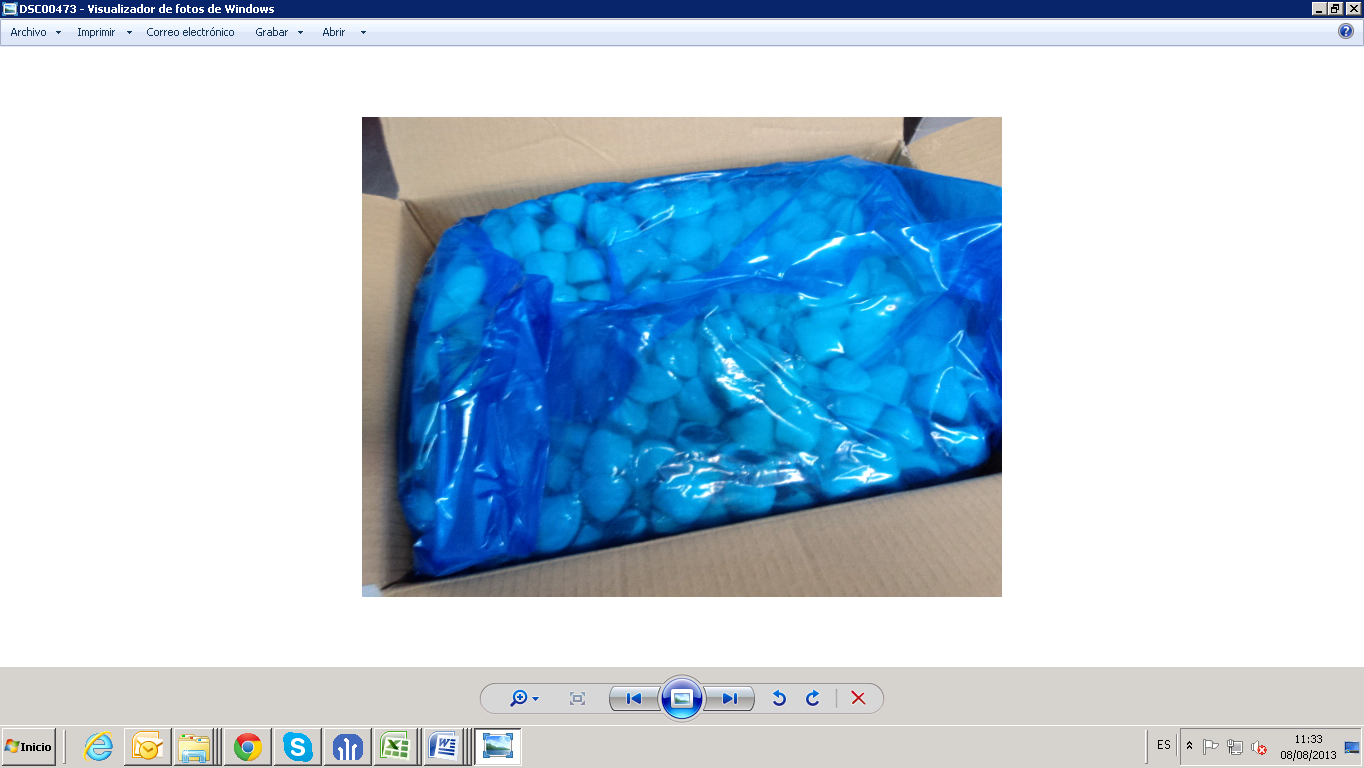 DSC00473 - Visualizador de fotos de Windows
Archivo Imprimir Correo electrónico Grabar Abrir
Inicio
ES
11:33
08/08/2013